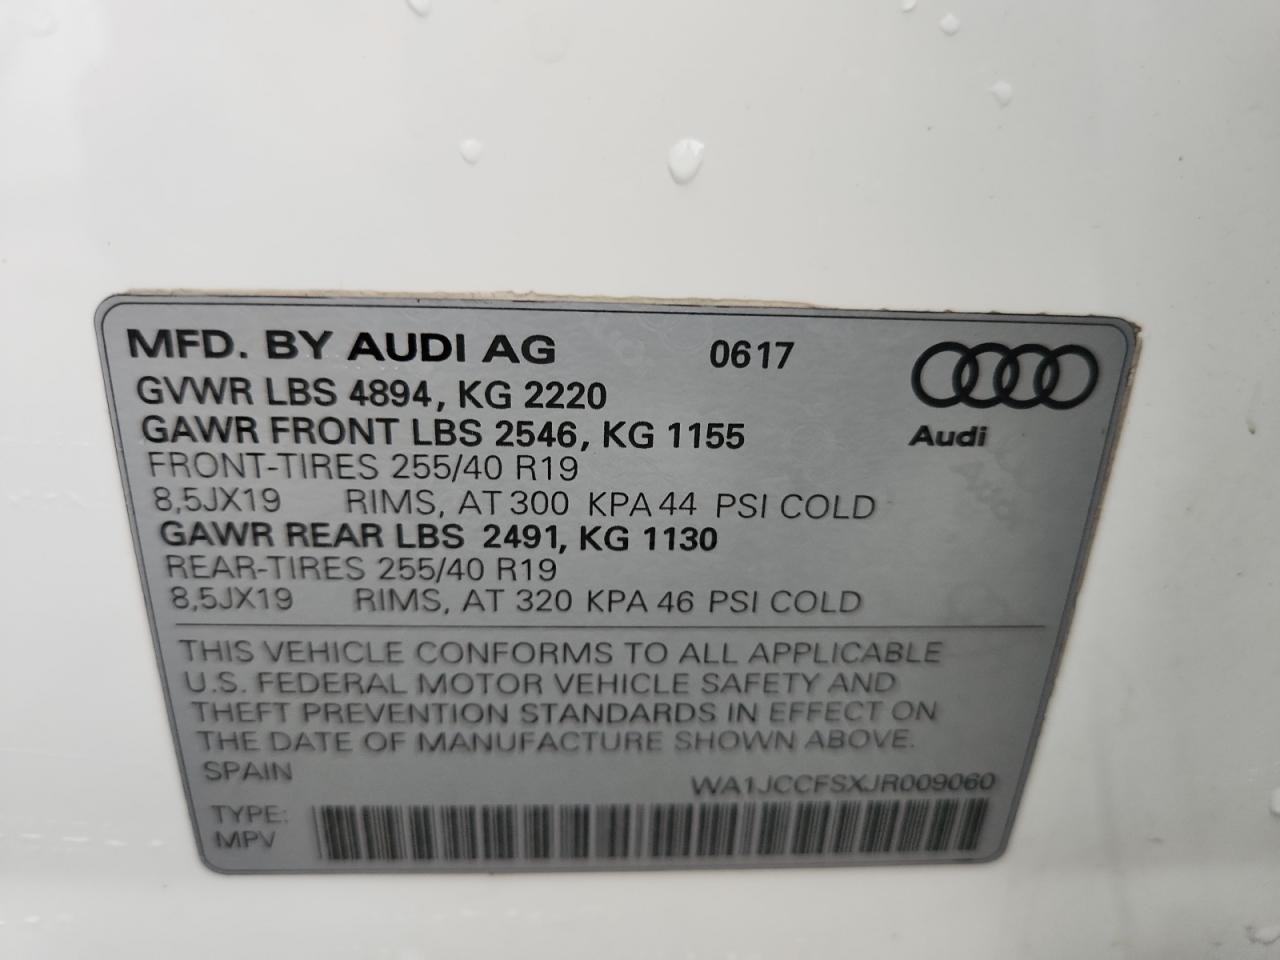 MFD. BY AUDI AG 0617
GVWR LBS 4894, KG 2220
GAWR FRONT LBS 2546, KG 1155
Audi
FRONT-TIRES 255/40 R19
8,5JX19 RIMS, AT 300 KPA 44 PSI COLD
GAWR REAR LBS 2491, KG 1130
REAR-TIRES 255/40 R19
8,5JX19 RIMS, AT 320 KPA 46 PSI COLD
THIS VEHICLE CONFORMS TO ALL APPLICABLE
U.S. FEDERAL MOTOR VEHICLE SAFETY AND
THEFT PREVENTION STANDARDS IN EFFECT ON
THE DATE OF MANUFACTURE SHOWN ABOVE.
SPAIN WA1JCCFSXJR009060
TYPE:
MPV